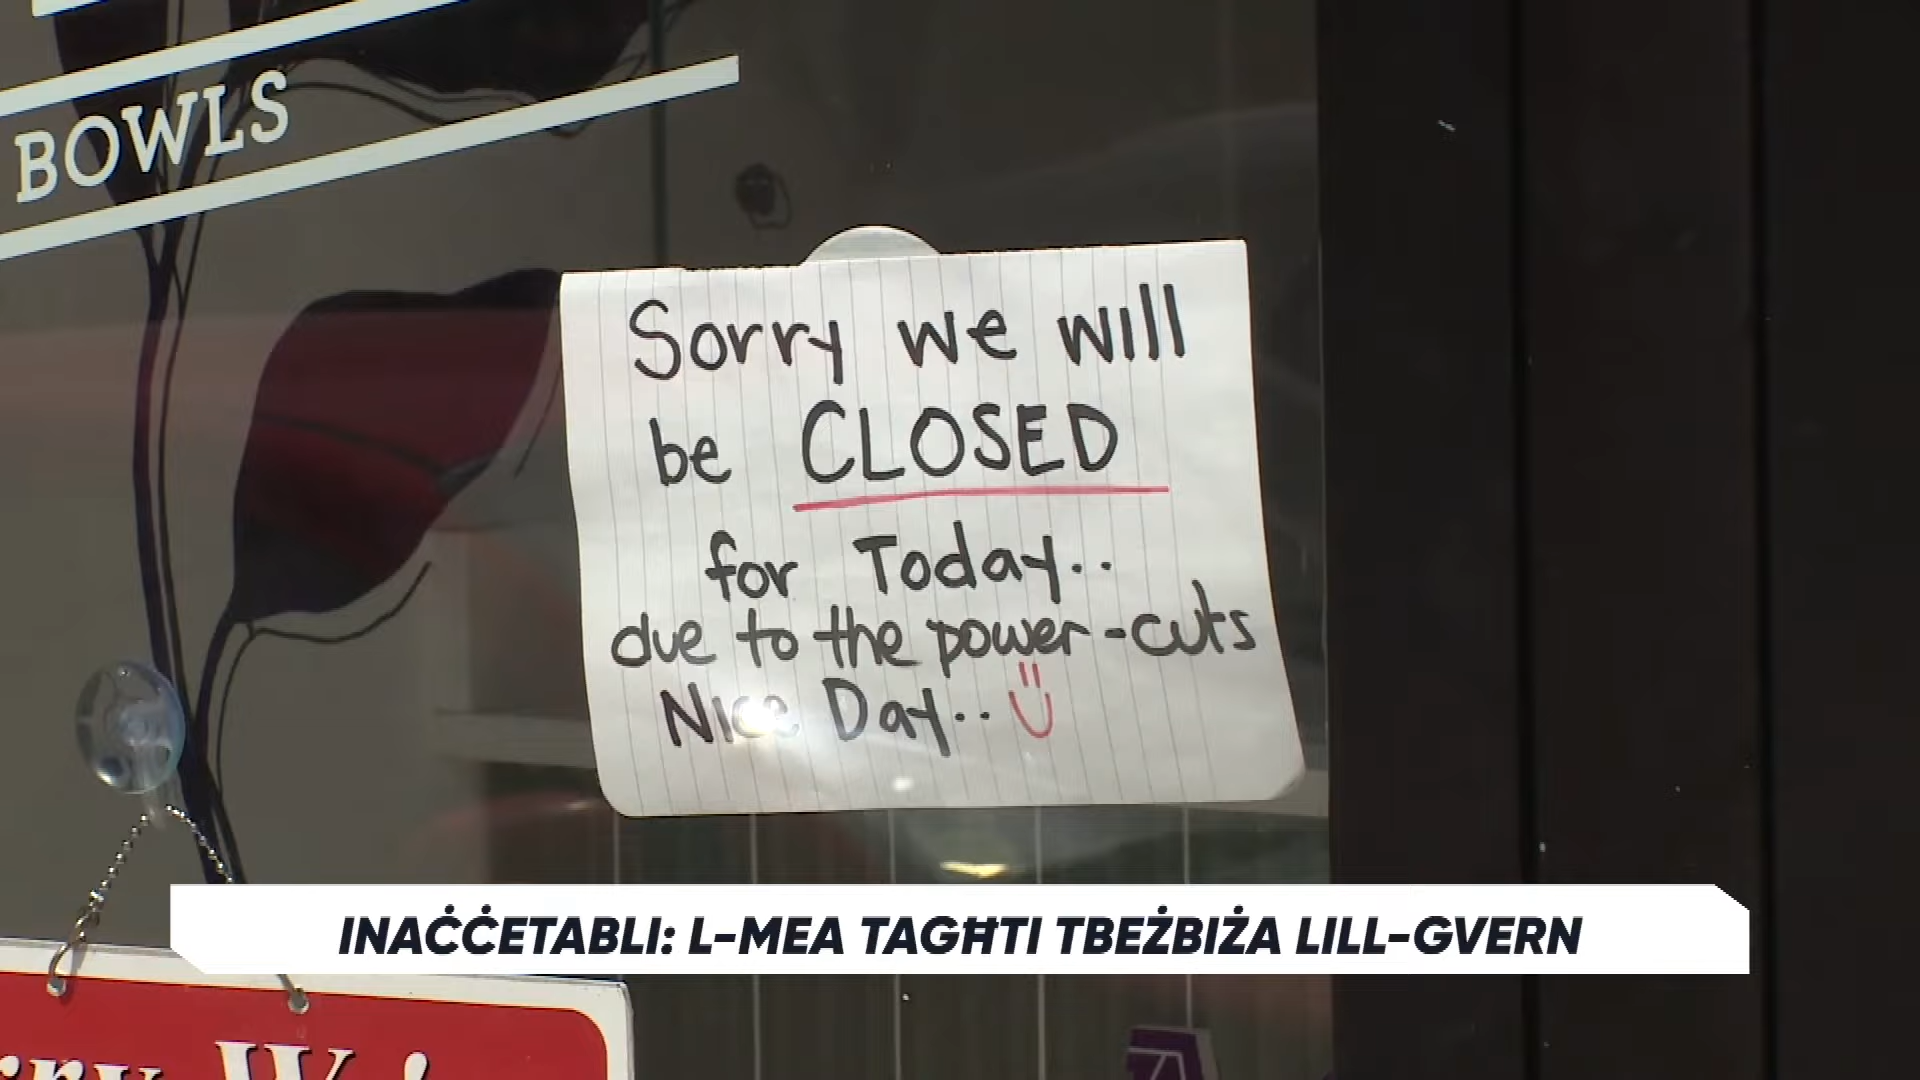 BOWLS
Sorry we will
be CLOSED
for Today..
due to the power-cuts
Nice Day..
INAĊĊETABLI: L-MEA TAGĦTI TBEŻBIŻA LILL-GVERN